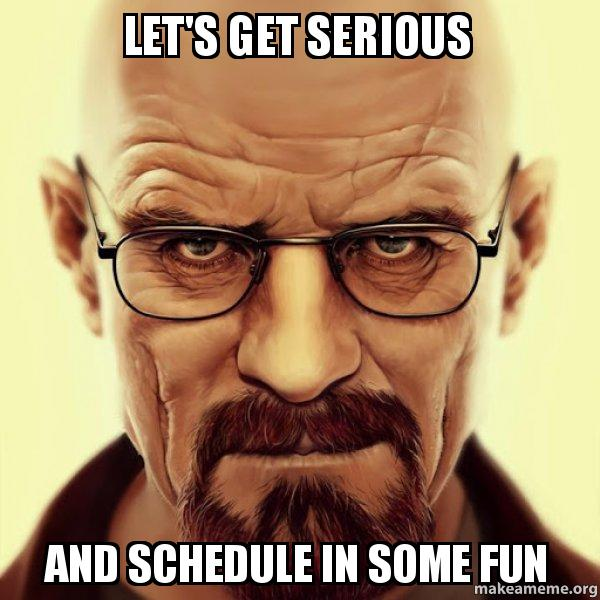 LET'S GET SERIOUS
AND SCHEDULE IN SOME FUN
makeameme.org